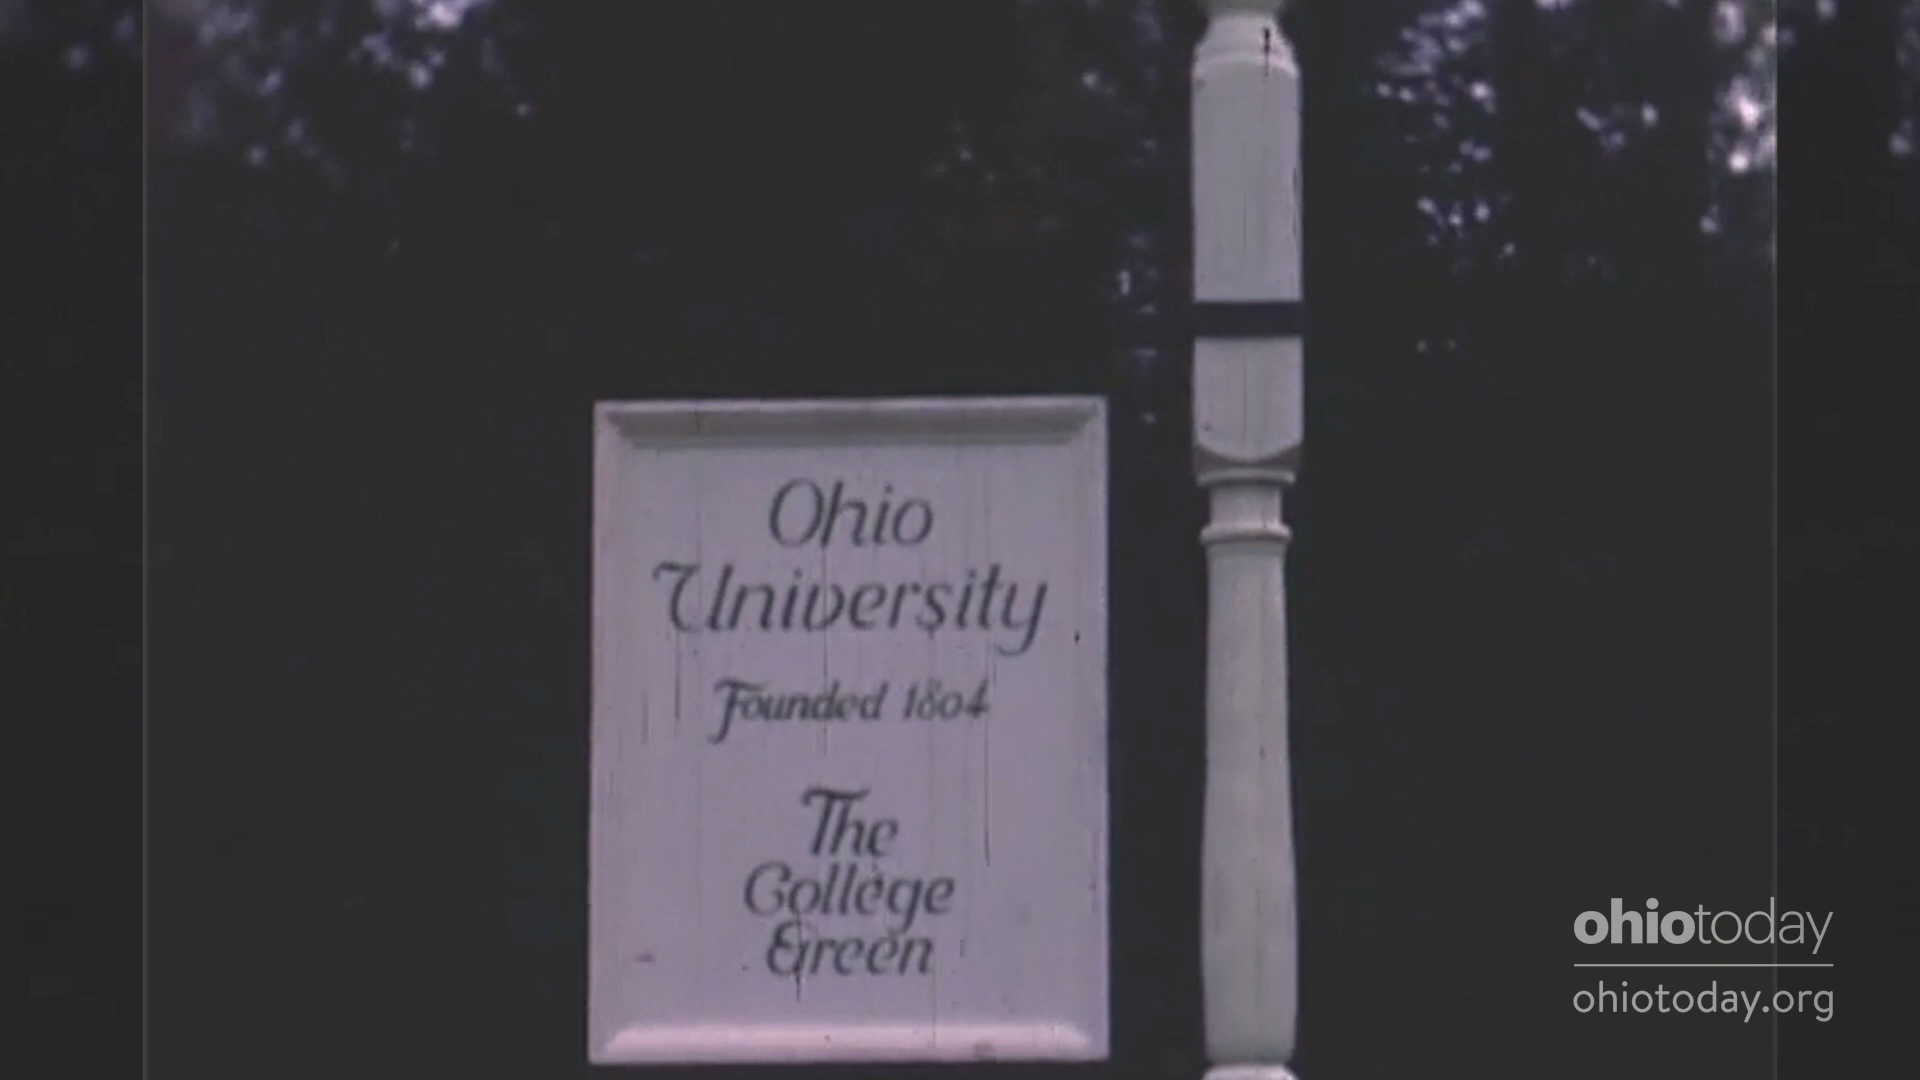 Ohio
University
Founded 1804
The
College
Green
ohiotoday
ohiotoday.org